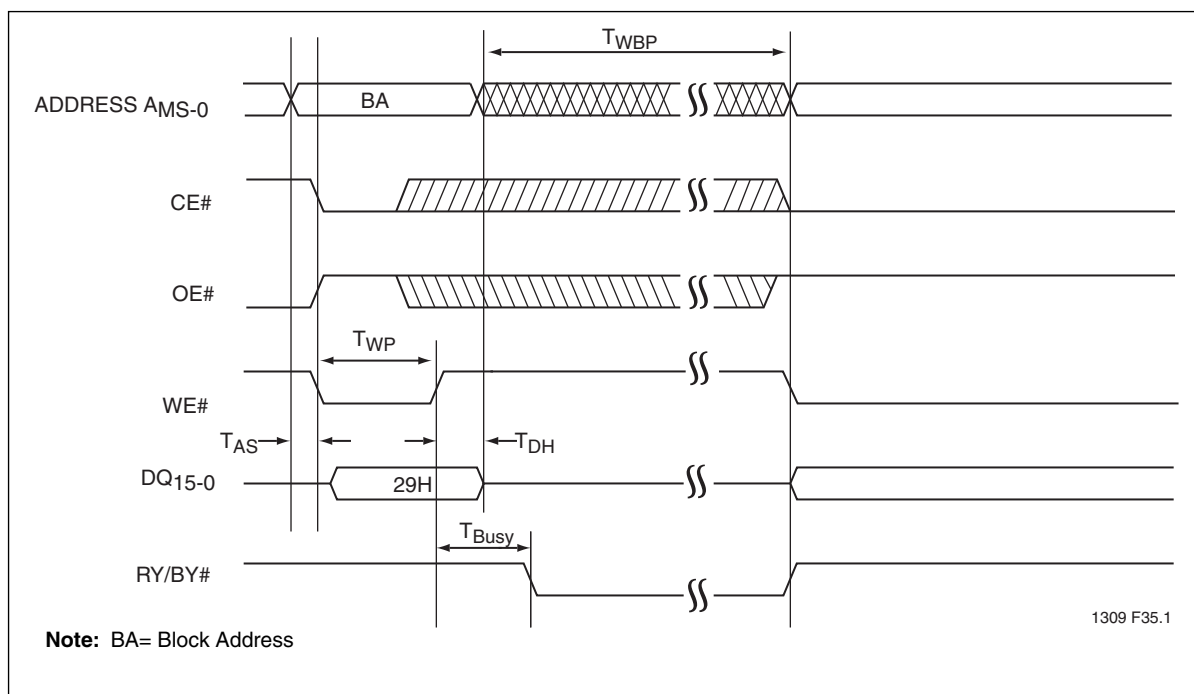 TWBP
ADDRESS AMS-0
BA
CE#
OE#
TWP
WE#
TAS
TDH
DQ15-0
29H
TBusy
RY/BY#
1309 F35.1
Note: BA= Block Address